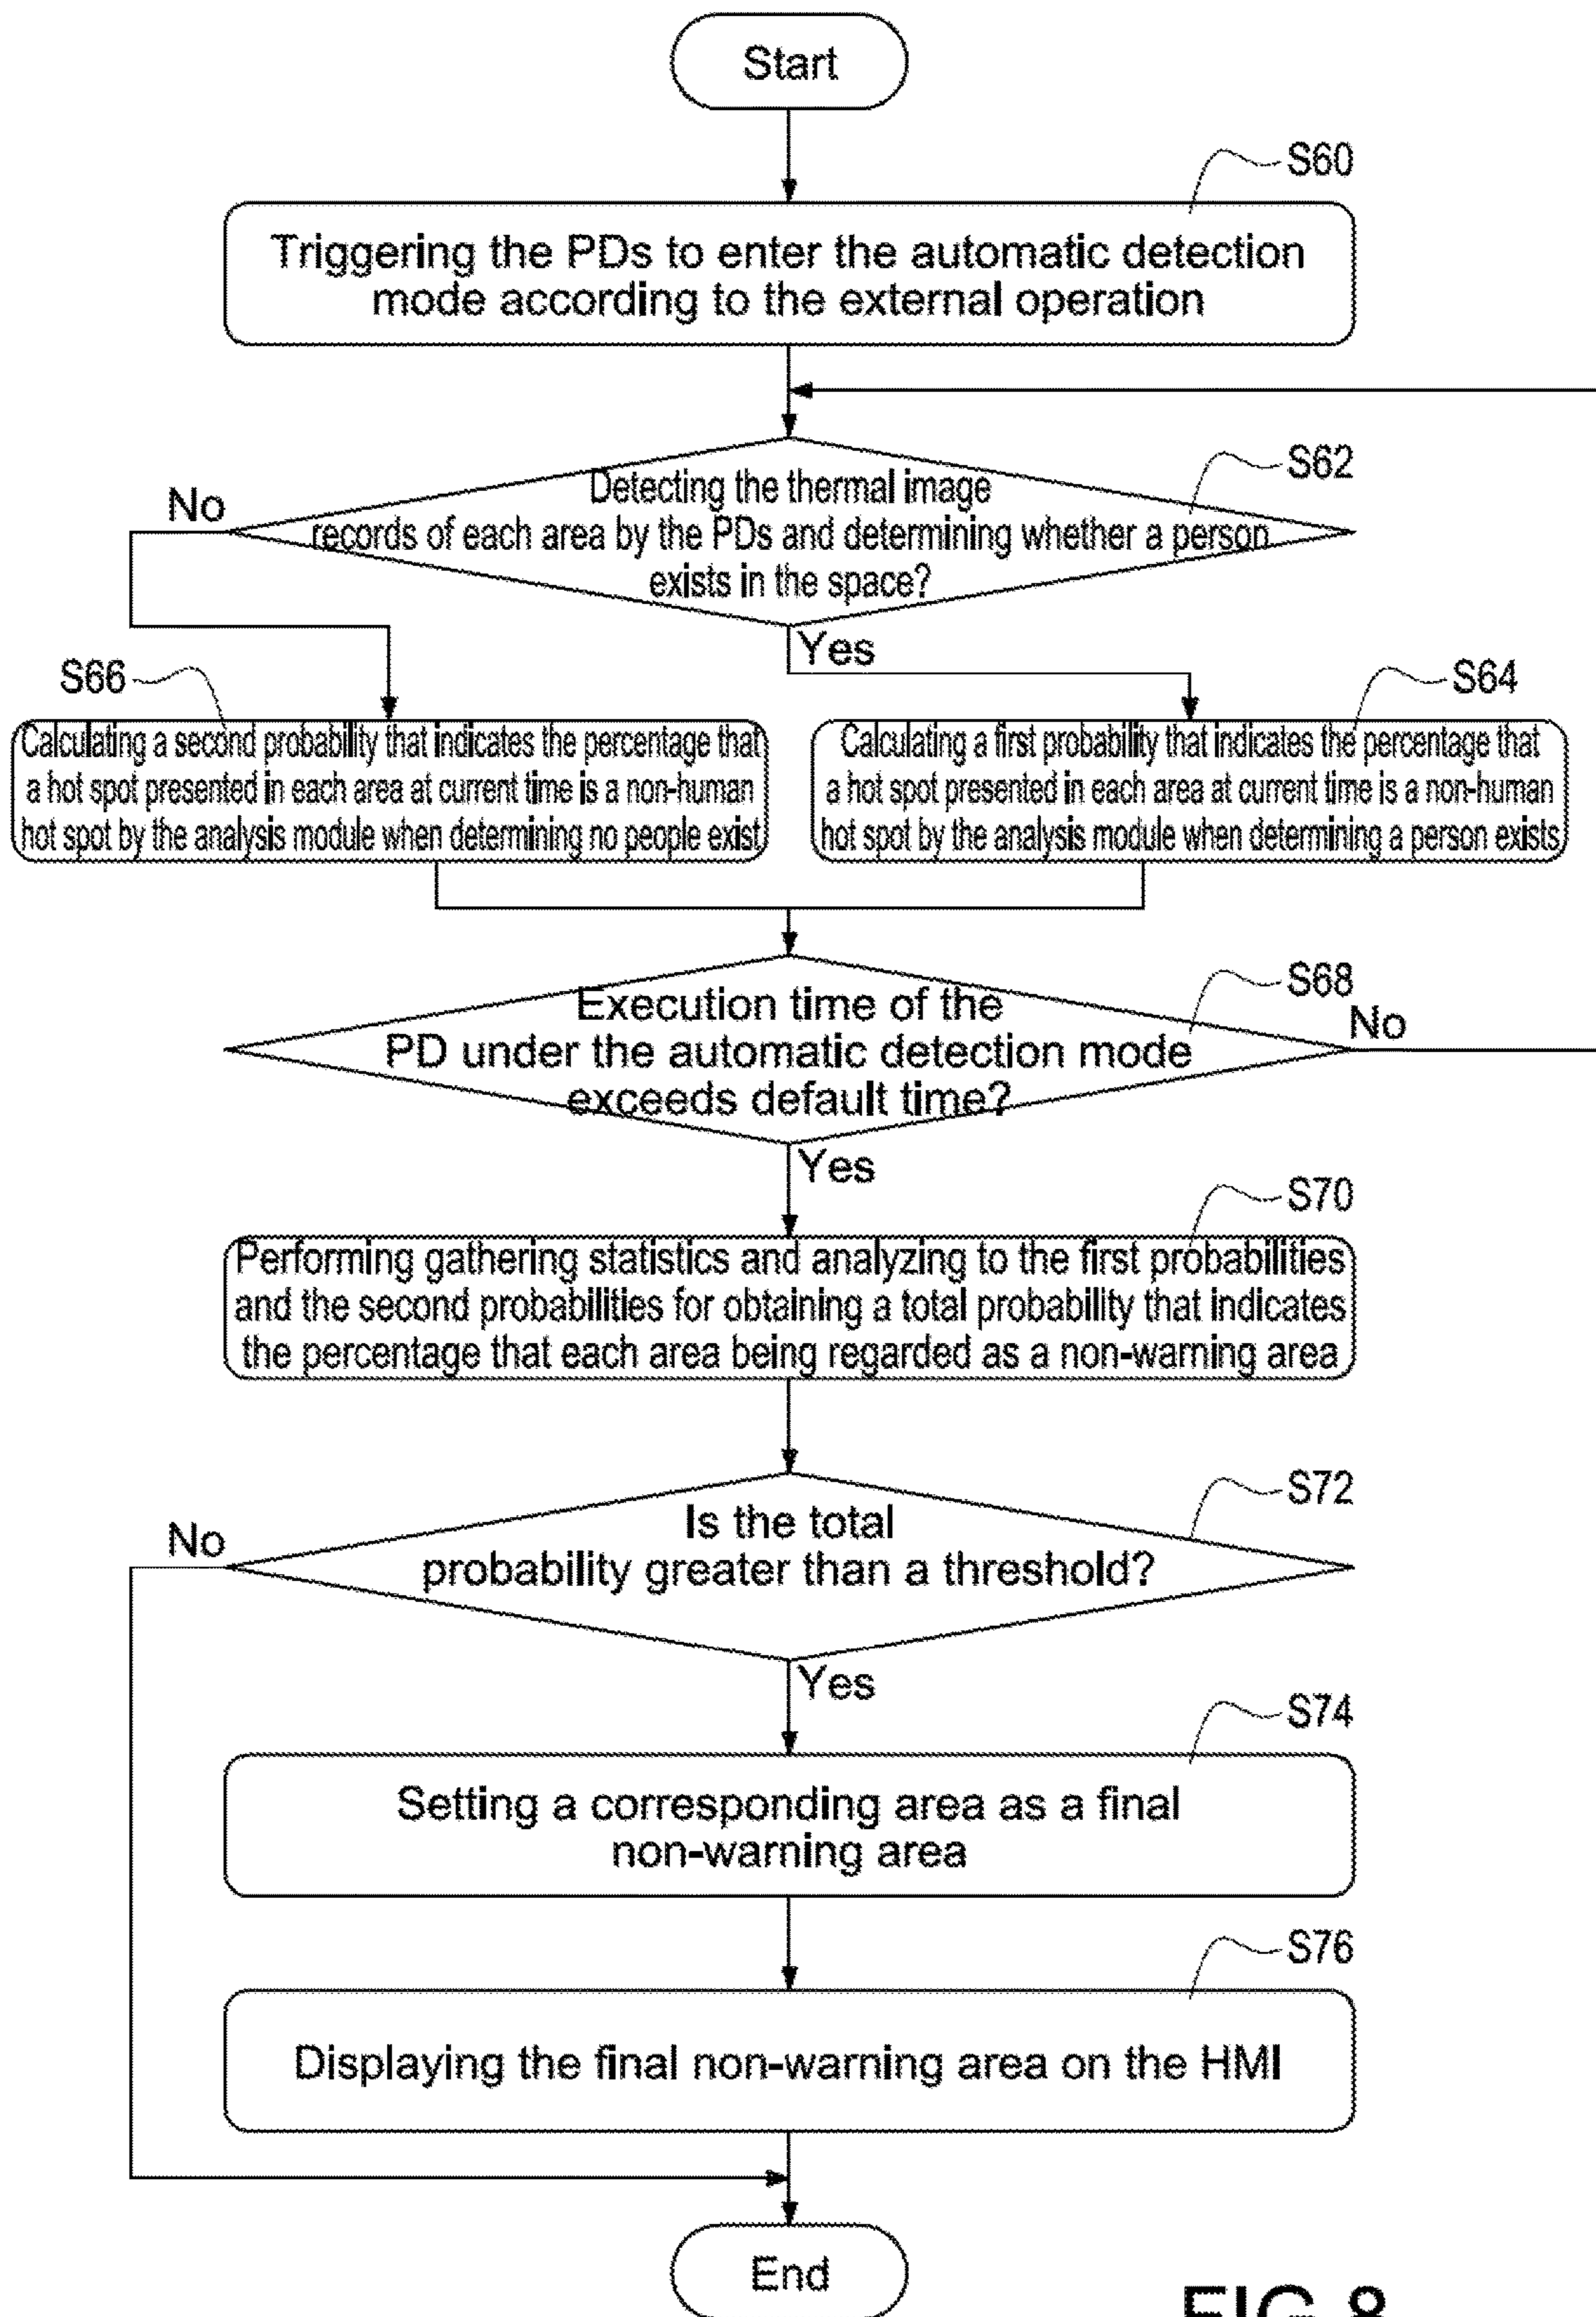 Start
S60
Triggering the PDs to enter the automatic detection
mode according to the external operation
S62
No
Detecting the thermal image
records of each area by the PDs and determining whether a person
exists in the space?
Yes
S66
S64
Calculating a second probability that indicates the percentage that
a hot spot presented in each area at current time is a non-human
hot spot by the analysis module when determining no people exist
Calculating a first probability that indicates the percentage that
a hot spot presented in each area at current time is a non-human
hot spot by the analysis module when determining a person exists
S68
Execution time of the
PD under the automatic detection mode
exceeds default time?
No
Yes
S70
Performing gathering statistics and analyzing to the first probabilities
and the second probabilities for obtaining a total probability that indicates
the percentage that each area being regarded as a non-warning area
S72
No
Is the total
probability greater than a threshold?
Yes
S74
Setting a corresponding area as a final
non-warning area
S76
Displaying the final non-warning area on the HMI
End
FIG.8